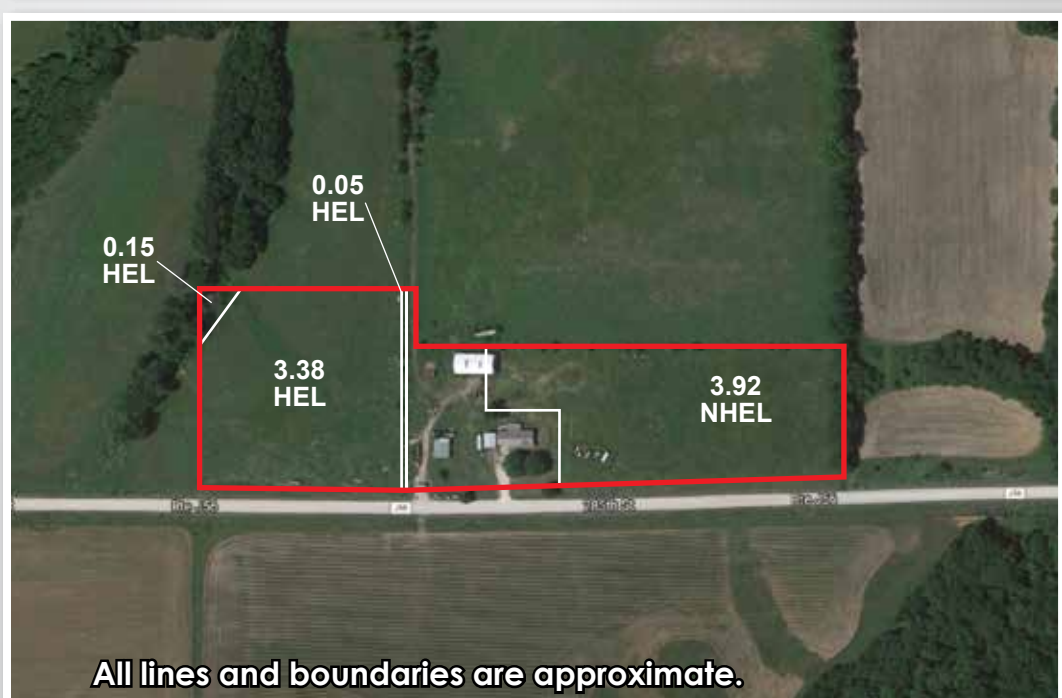 0.05
HEL
0.15
HEL
3.38
HEL
3.92
NHEL
All lines and boundaries are approximate.